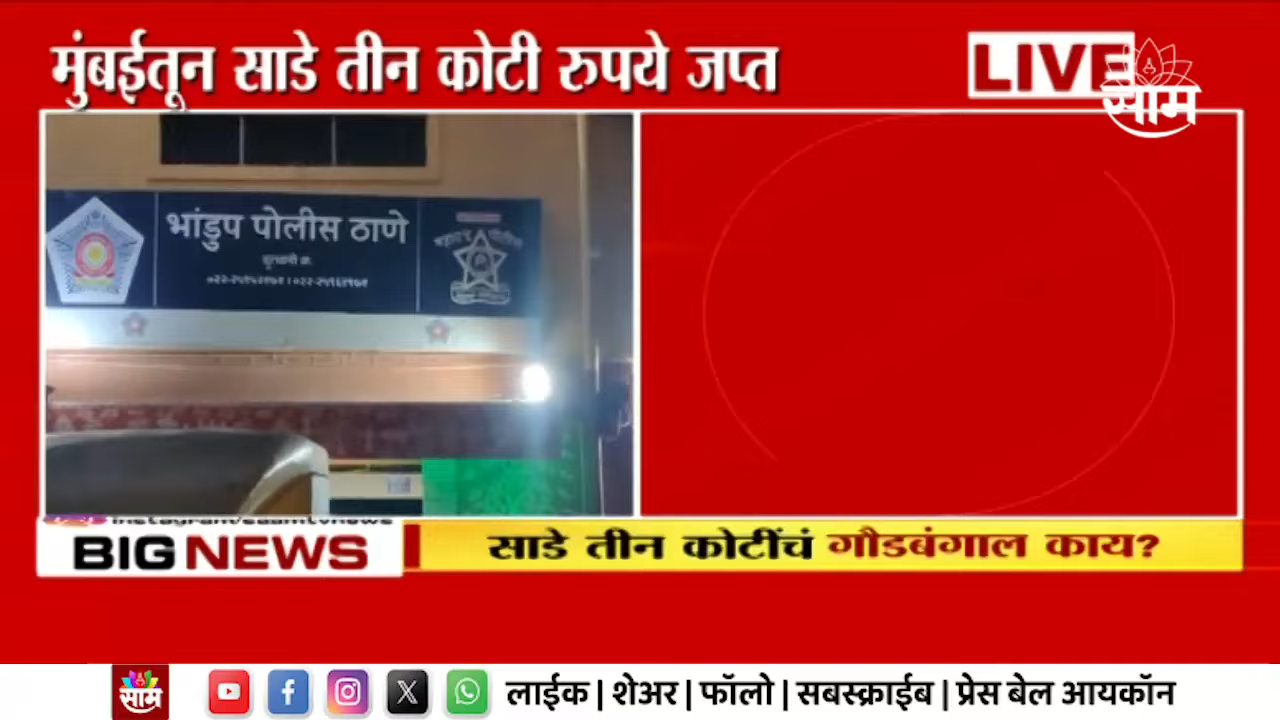 मुंबईतून साडे तीन कोटी रुपये जप्त
LIVE
साम
भांडुप पोलीस ठाणे
BIG NEWS
साडे तीन कोटींचं गौडबंगाल काय?
साम
लाईक | शेअर | फॉलो | सबस्क्राईब | प्रेस बेल आयकॉन